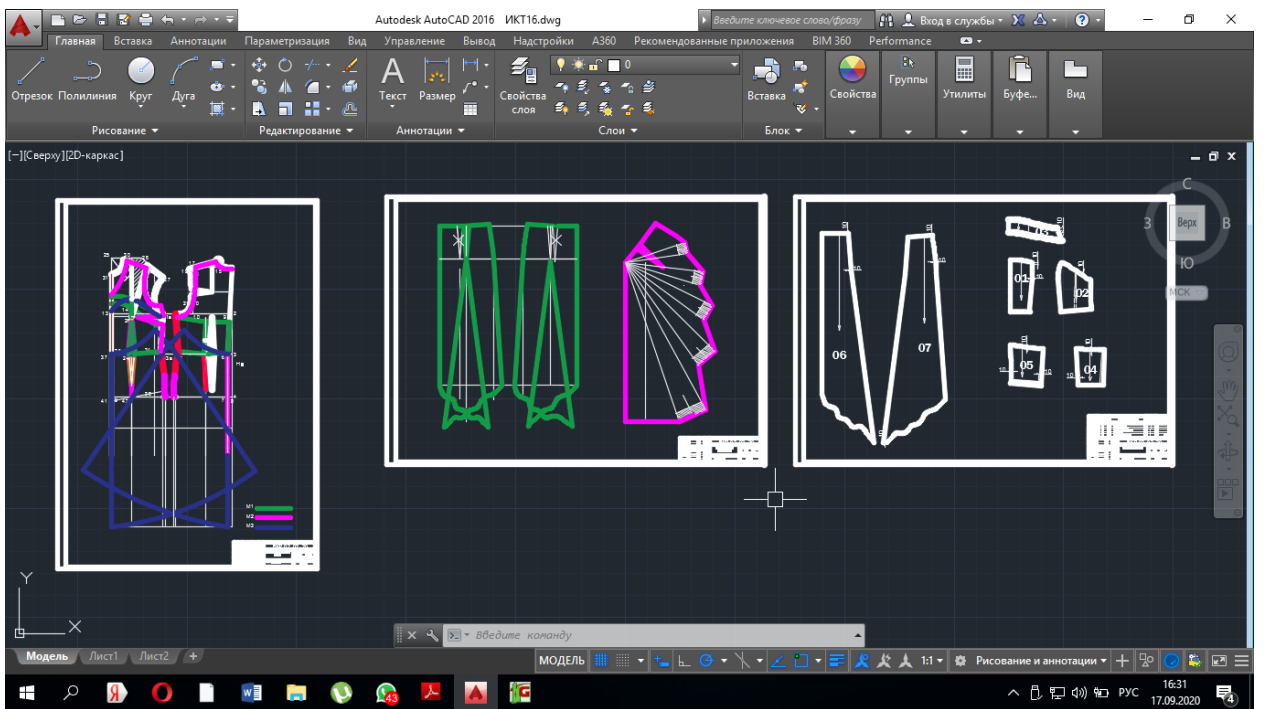 Autodesk AutoCAD 2016 ИКТ16.dwg
Введите ключевое слово/фразу
Вход в службы
Главная Вставка Аннотации Параметризация Вид Управление Вывод Надстройки A360 Рекомендованные приложения BIM 360 Performance
Отрезок Полилиния Круг Дуга
Текст Размер
Свойства слоя
0
Вставка
Свойства
Группы
Утилиты
Буфе...
Вид
Рисование Редактирование Аннотации Слои Блок
[−][Сверху][2D-каркас]
С
З Верх В
Ю
МСК
06
07
01
02
05
04
М1
М2
М3
Y
X
Введите команду
Модель Лист1 Лист2 +
МОДЕЛЬ
1:1
Рисование и аннотации
43
РУС
16:31
17.09.2020
4